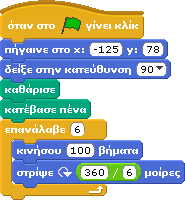 όταν στο γίνει κλίκ
πήγαινε στο x: -125 y: 78
δείξε στην κατεύθυνση 90
καθάρισε
κατέβασε πένα
επανάλαβε 6
κινήσου 100 βήματα
στρίψε 360 / 6 μοίρες